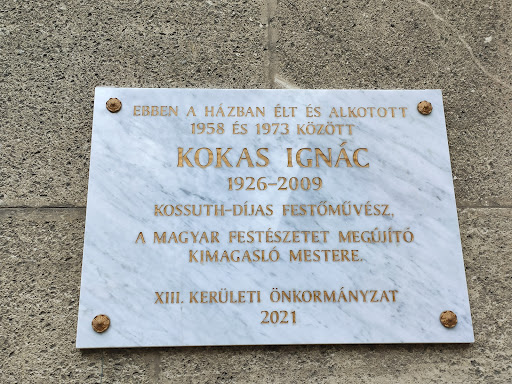 EBBEN A HÁZBAN ÉLT ÉS ALKOTOTT
1958 ÉS 1973 KÖZÖTT
KOKAS IGNÁC
1926–2009
KOSSUTH-DÍJAS FESTŐMŰVÉSZ,
A MAGYAR FESTÉSZETET MEGÚJÍTÓ
KIMAGASLÓ MESTERE.
XIII. KERÜLETI ÖNKORMÁNYZAT
2021